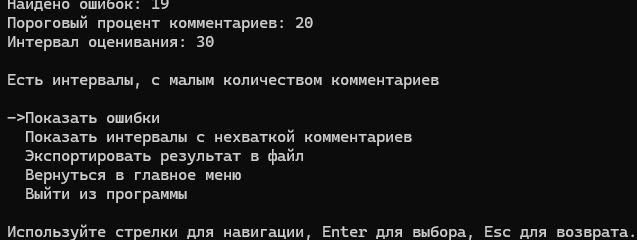 Найдено ошибок: 19
Пороговый процент комментариев: 20
Интервал оценивания: 30
Есть интервалы, с малым количеством комментариев
—>Показать ошибки
Показать интервалы с нехваткой комментариев
Экспортировать результат в файл
Вернуться в главное меню
Выйти из программы
Используйте стрелки для навигации, Enter для выбора, Esc для возврата.